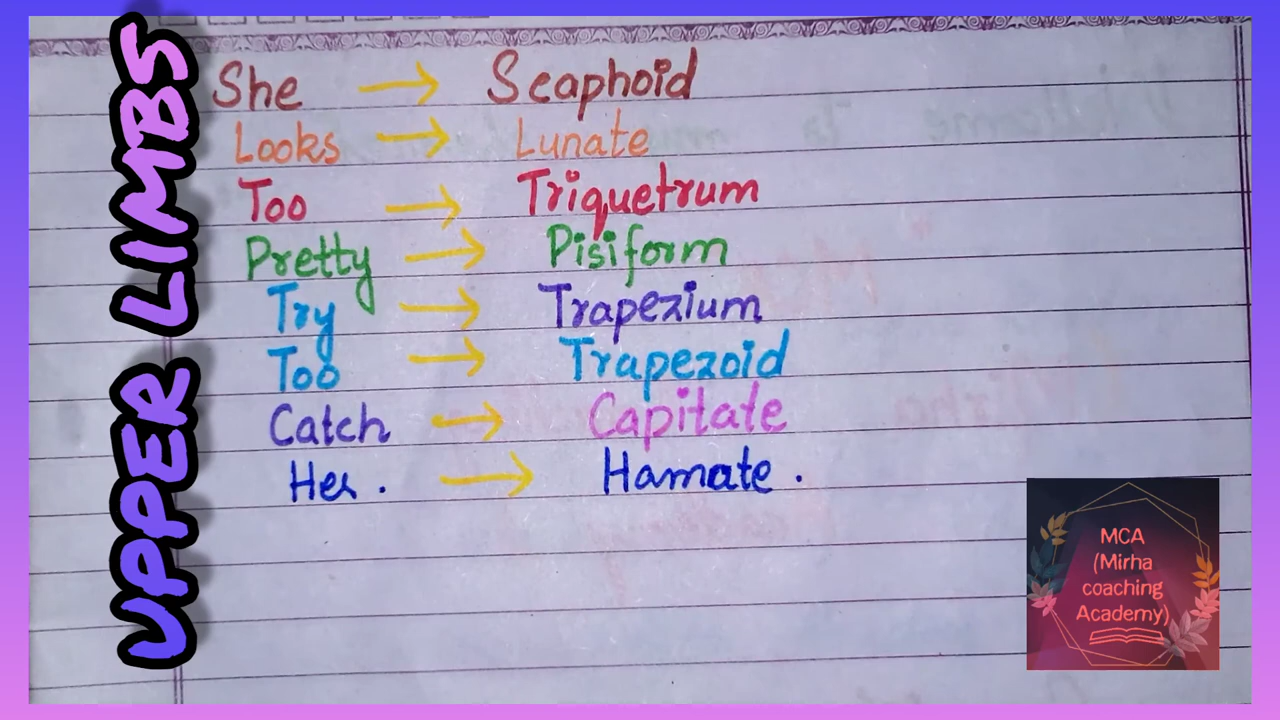 UPPER LIMBS
She → Scaphoid
Looks → Lunate
Too → Triquetrum
Pretty → Pisiform
Try → Trapezium
Too → Trapezoid
Catch → Capitate
Her. → Hamate.
MCA
(Mirha
coaching
Academy)